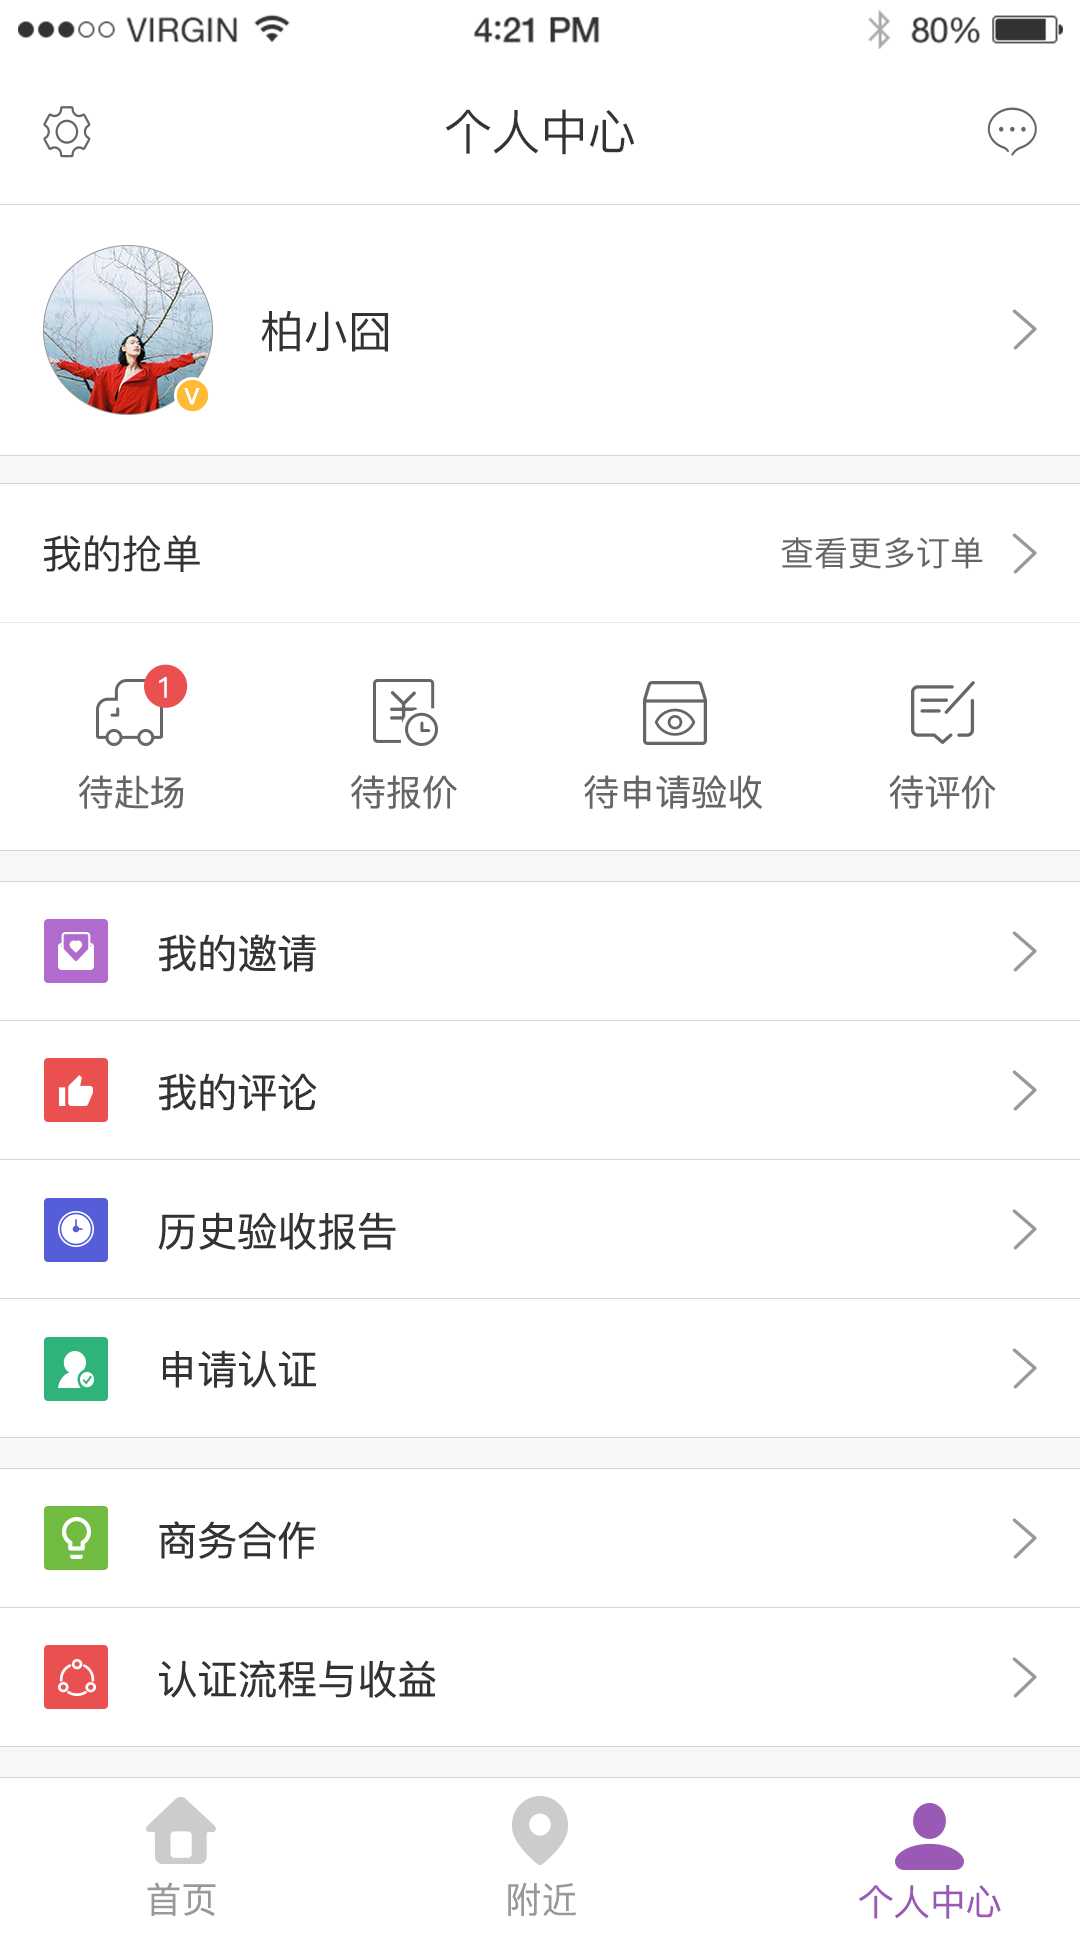 VIRGIN 4:21 PM 80%
个人中心
柏小囧
V
我的抢单 查看更多订单
1
待赴场 待报价 待申请验收 待评价
我的邀请
我的评论
历史验收报告
申请认证
商务合作
认证流程与收益
首页 附近 个人中心